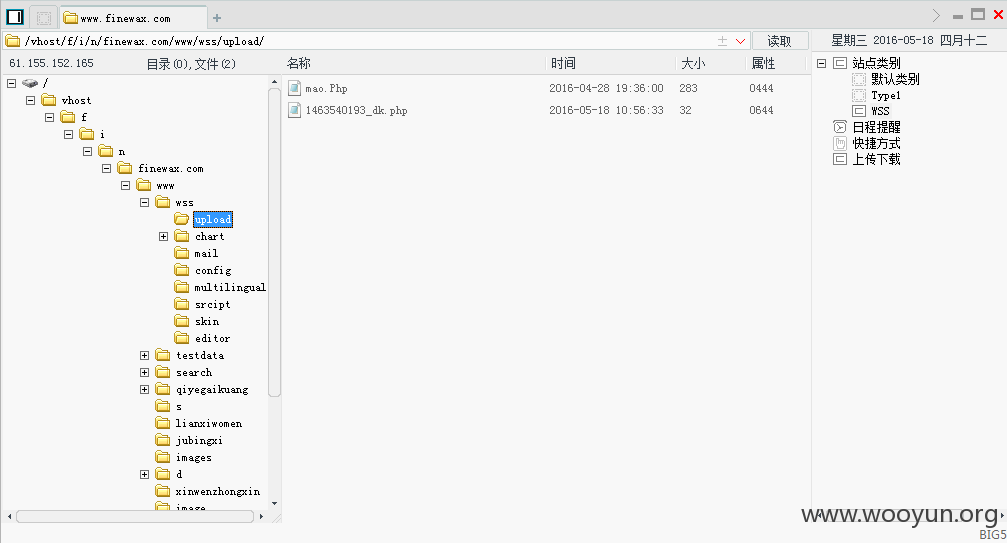 www.finewax.com
/vhost/f/i/n/finewax.com/www/wss/upload/
读取
星期三 2016-05-18 四月十二
61.155.152.165
目录(0),文件(2)
名称 时间 大小 属性
/
vhost
f
i
n
finewax.com
www
wss
upload
chart
mail
config
multilingual
srcipt
skin
editor
testdata
search
qiyegaikuang
s
lianxiwomen
jubingxi
images
d
xinwenzhongxin
image
mao.Php 2016-04-28 19:36:00 283 0444
1463540193_dk.php 2016-05-18 10:56:33 32 0644
站点类别
默认类别
Type1
WSS
日程提醒
快捷方式
上传下载
www.wooyun.org
BIG5